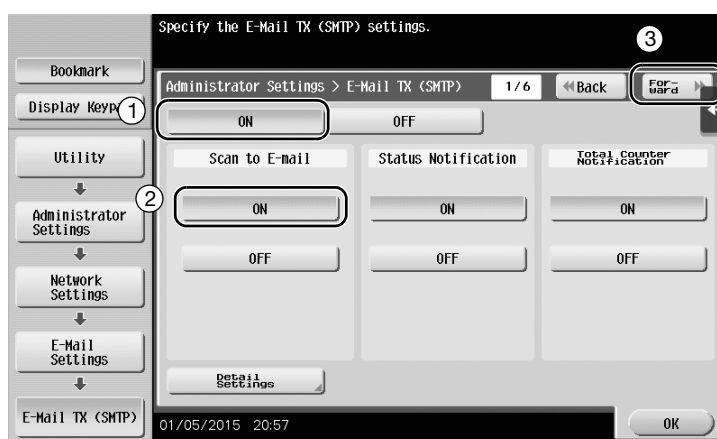 Specify the E-Mail TX (SMTP) settings.
3
Bookmark
Administrator Settings > E-Mail TX (SMTP)
1/6
Back
For-
ward
Display Keyp
1
ON
OFF
Utility
Scan to E-mail
Status Notification
Total Counter
Notification
2
ON
ON
ON
Administrator
Settings
OFF
OFF
OFF
Network
Settings
E-Mail
Settings
Detail
Settings
E-Mail TX (SMTP)
01/05/2015 20:57
OK